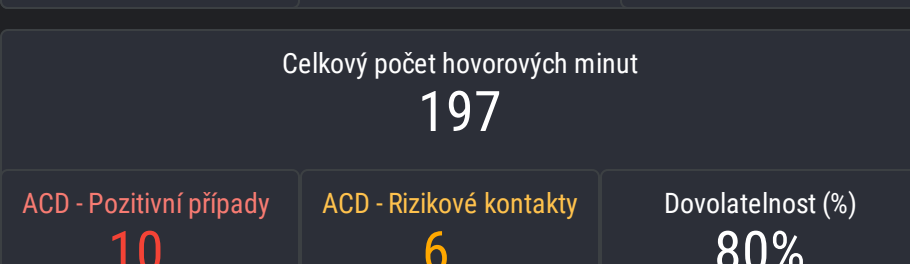 Celkový počet hovorových minut
197
ACD - Pozitivní případy
10
ACD - Rizikové kontakty
6
Dovolatelnost (%)
80%